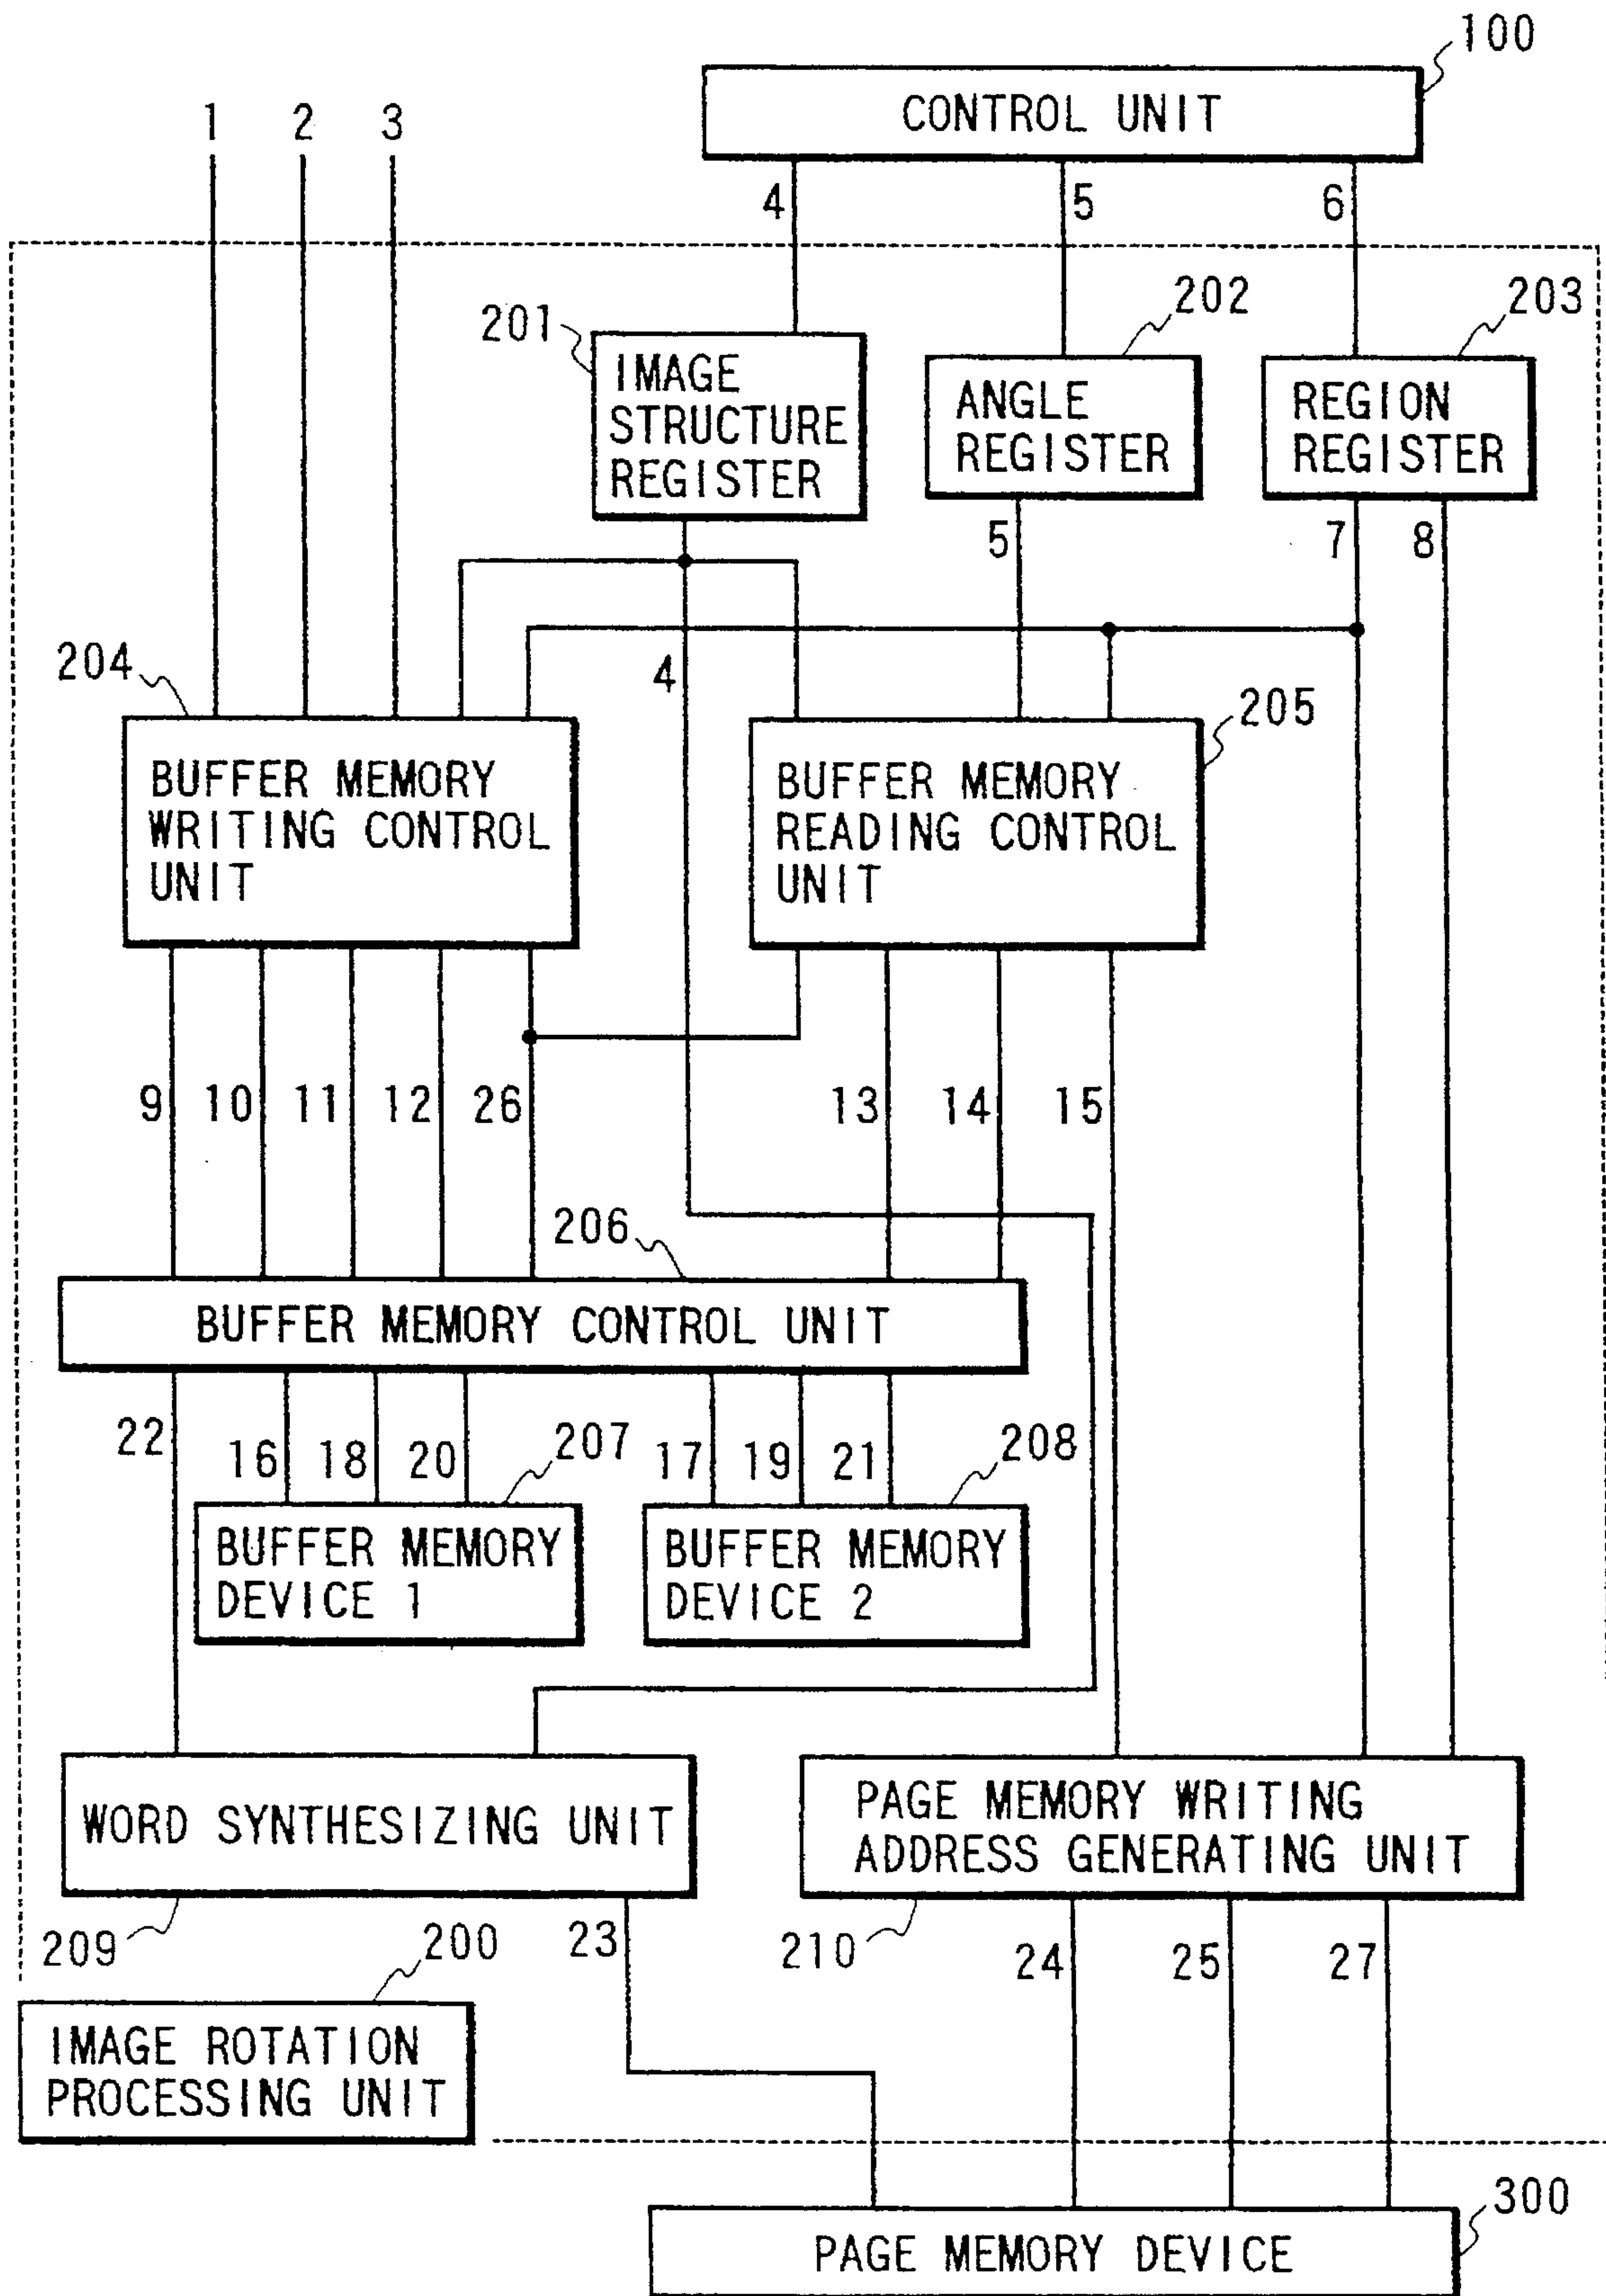 100
CONTROL UNIT
1 2 3
4 5 6
201
202
203
IMAGE
STRUCTURE
REGISTER
ANGLE
REGISTER
REGION
REGISTER
5 7 8
204
4
205
BUFFER MEMORY
WRITING CONTROL
UNIT
BUFFER MEMORY
READING CONTROL
UNIT
9 10 11 12 26 13 14 15
206
BUFFER MEMORY CONTROL UNIT
22 16 18 20 207 17 19 21 208
BUFFER MEMORY
DEVICE 1
BUFFER MEMORY
DEVICE 2
WORD SYNTHESIZING UNIT
PAGE MEMORY WRITING
ADDRESS GENERATING UNIT
209 200 23 210 24 25 27
IMAGE ROTATION
PROCESSING UNIT
300
PAGE MEMORY DEVICE